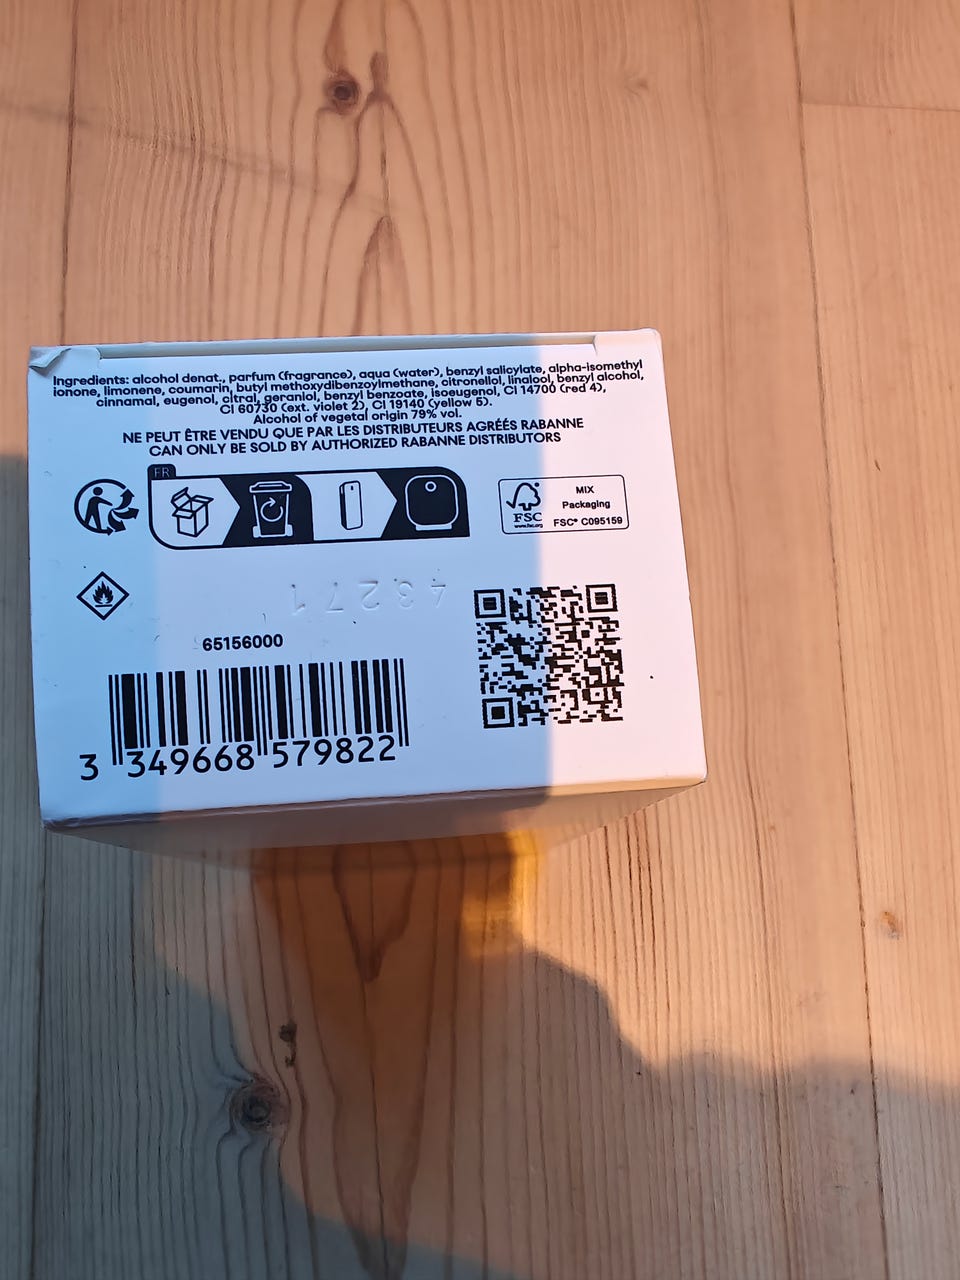 Ingredients: alcohol denat., parfum (fragrance), aqua (water), benzyl salicylate, alpha-isomethyl
ionone, limonene, coumarin, butyl methoxydibenzoylmethane, citronellol, linalool, benzyl alcohol,
cinnamal, eugenol, citral, geraniol, benzyl benzoate, isoeugenol, CI 14700 (red 4),
CI 60730 (ext. violet 2), CI 19140 (yellow 5).
Alcohol of vegetal origin 79% vol.
NE PEUT ÊTRE VENDU QUE PAR LES DISTRIBUTEURS AGRÉÉS RABANNE
CAN ONLY BE SOLD BY AUTHORIZED RABANNE DISTRIBUTORS
FR
FSC
www.fsc.org
MIX
Packaging
FSC® C095159
43271
65156000
3 349668 579822